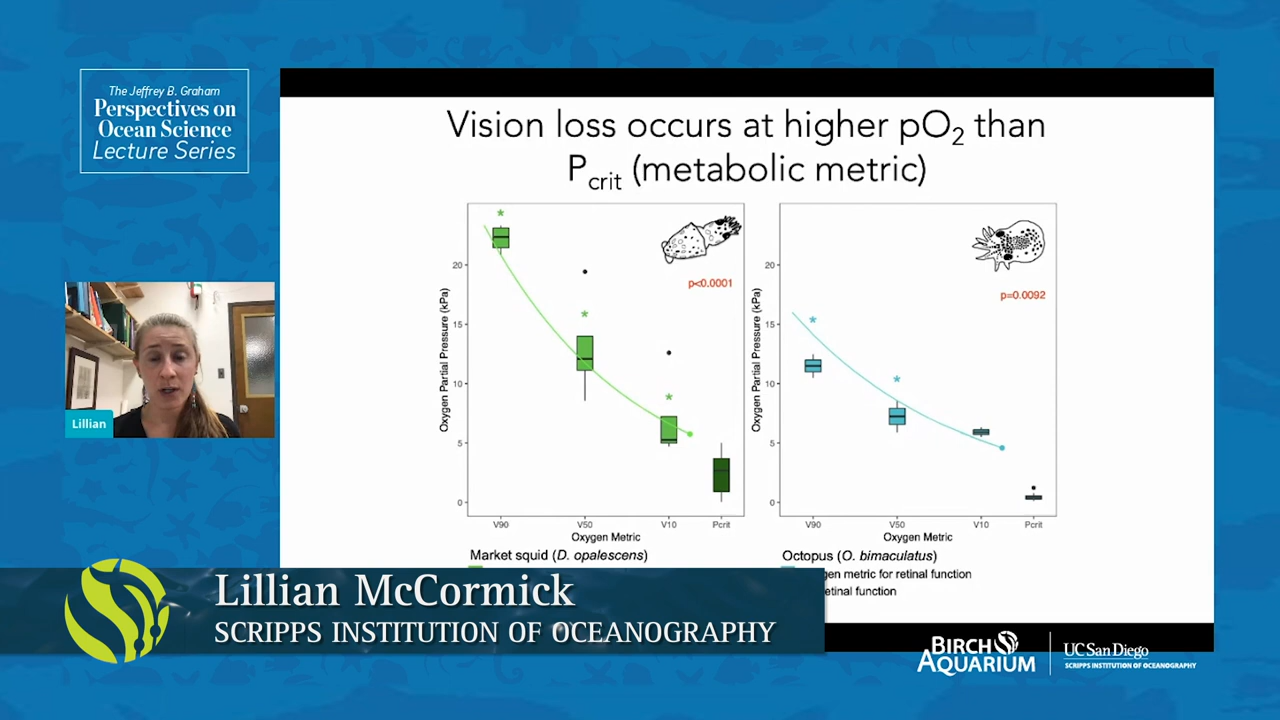 The Jeffrey B. Graham
Perspectives on
Ocean Science
Lecture Series
Vision loss occurs at higher pO2 than
Pcrit (metabolic metric)
Oxygen Partial Pressure (kPa)
20
15
10
5
0
p<0.0001
V90
V50
V10
Pcrit
Oxygen Metric
Market squid (D. opalescens)
Oxygen Partial Pressure (kPa)
20
15
10
5
0
p=0.0092
V90
V50
V10
Pcrit
Oxygen Metric
Octopus (O. bimaculatus)
metric for retinal function
retinal function
Lillian
Lillian McCormick
SCRIPPS INSTITUTION OF OCEANOGRAPHY
BIRCH
AQUARIUM
UC San Diego
SCRIPPS INSTITUTION OF OCEANOGRAPHY